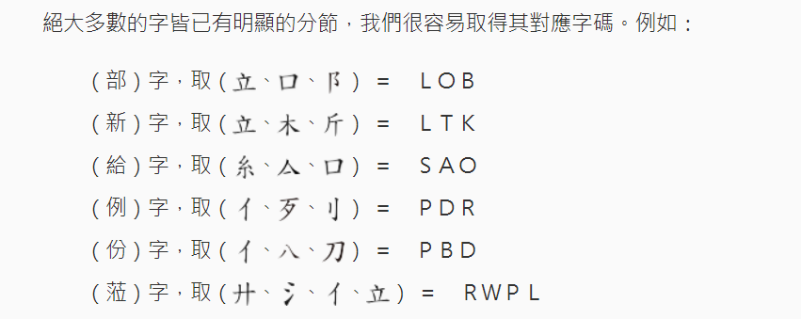 絕大多數的字皆已有明顯的分節，我們很容易取得其對應字碼。例如：
（部）字，取（立、口、阝）= LOB
（新）字，取（立、木、斤）= LTK
（給）字，取（糸、亼、口）= SAO
（例）字，取（亻、歹、刂）= PDR
（份）字，取（亻、八、刀）= PBD
（蒞）字，取（廾、氵、亻、立）= RWPL